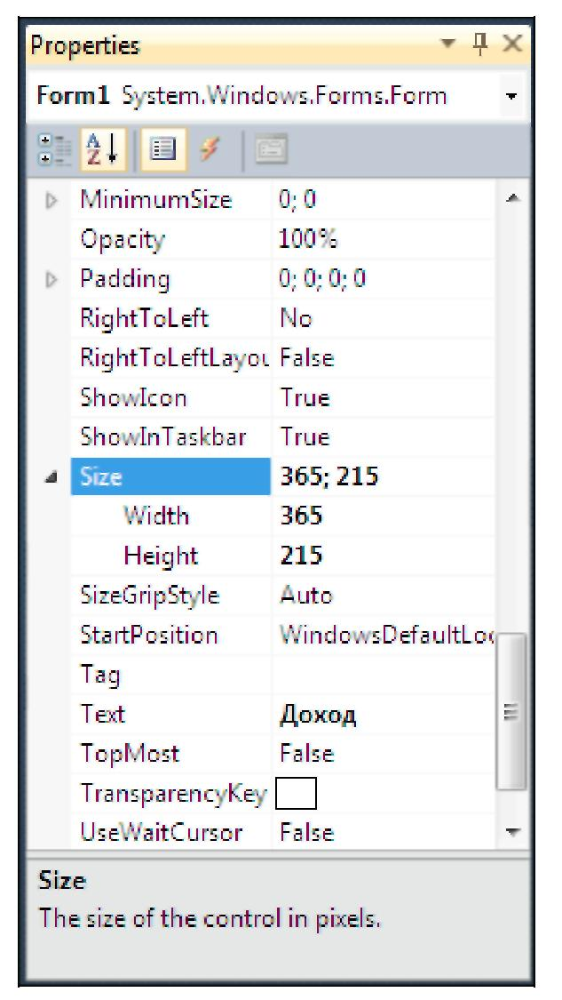 Properties
Form1 System.Windows.Forms.Form
MinimumSize 0; 0
Opacity 100%
Padding 0; 0; 0; 0
RightToLeft No
RightToLeftLayou False
ShowIcon True
ShowInTaskbar True
Size 365; 215
Width 365
Height 215
SizeGripStyle Auto
StartPosition WindowsDefaultLoc
Tag
Text Доход
TopMost False
TransparencyKey
UseWaitCursor False
Size
The size of the control in pixels.